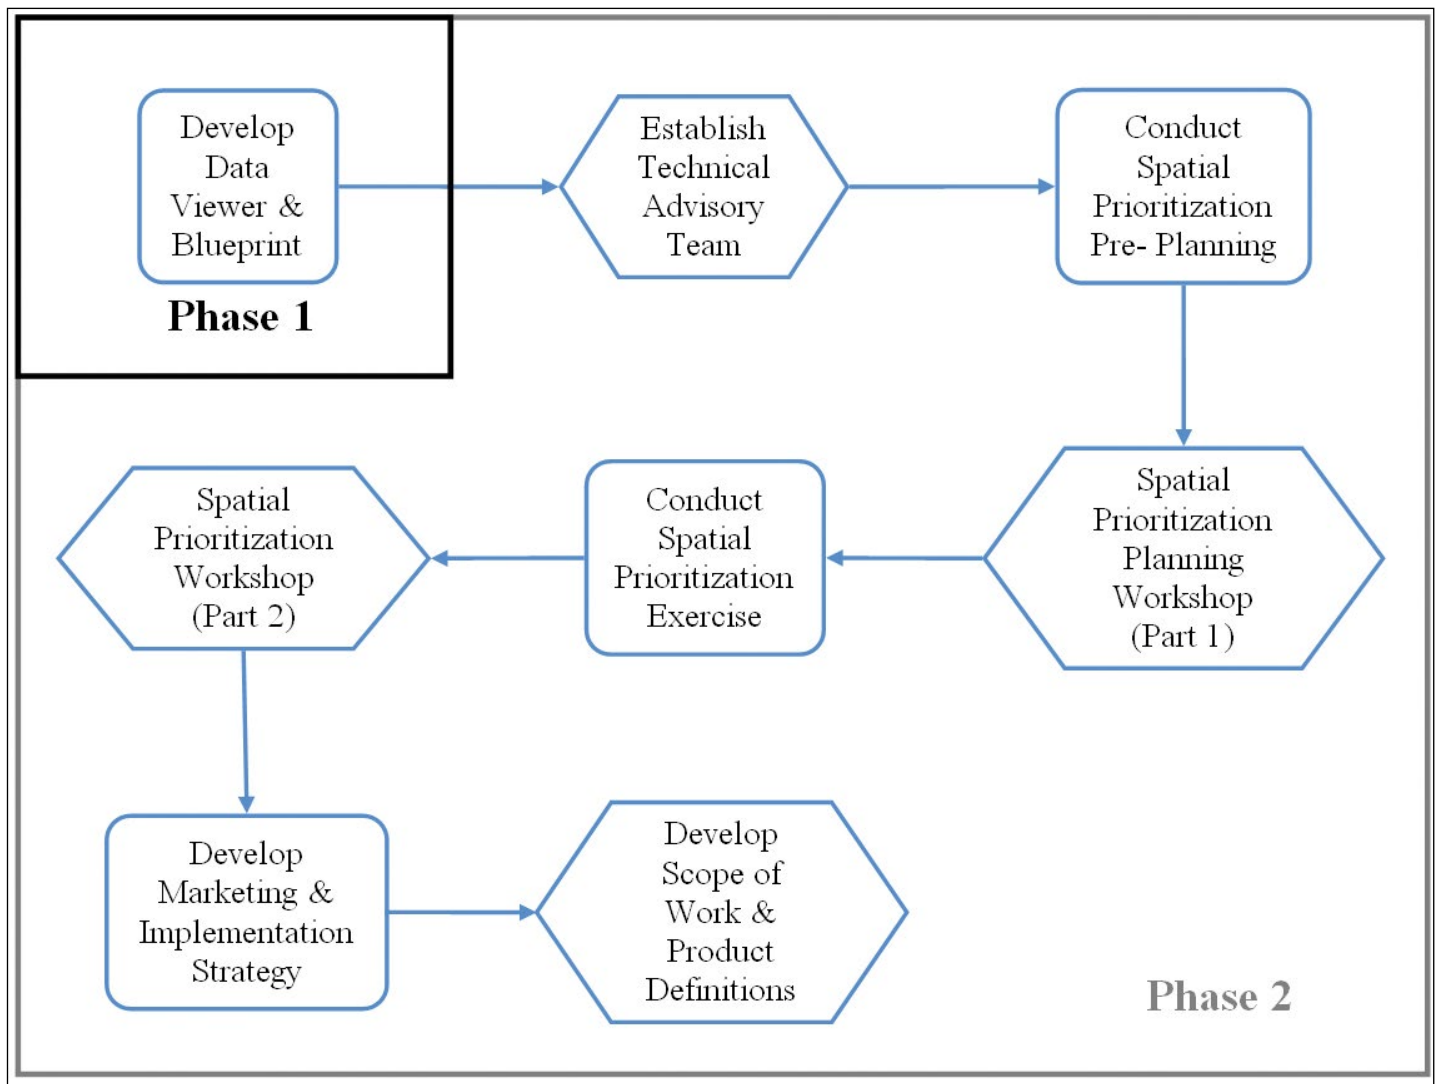 Develop
Data
Viewer &
Blueprint
Phase 1
Establish
Technical
Advisory
Team
Conduct
Spatial
Prioritization
Pre- Planning
Spatial
Prioritization
Planning
Workshop
(Part 1)
Conduct
Spatial
Prioritization
Exercise
Spatial
Prioritization
Workshop
(Part 2)
Develop
Marketing &
Implementation
Strategy
Develop
Scope of
Work &
Product
Definitions
Phase 2